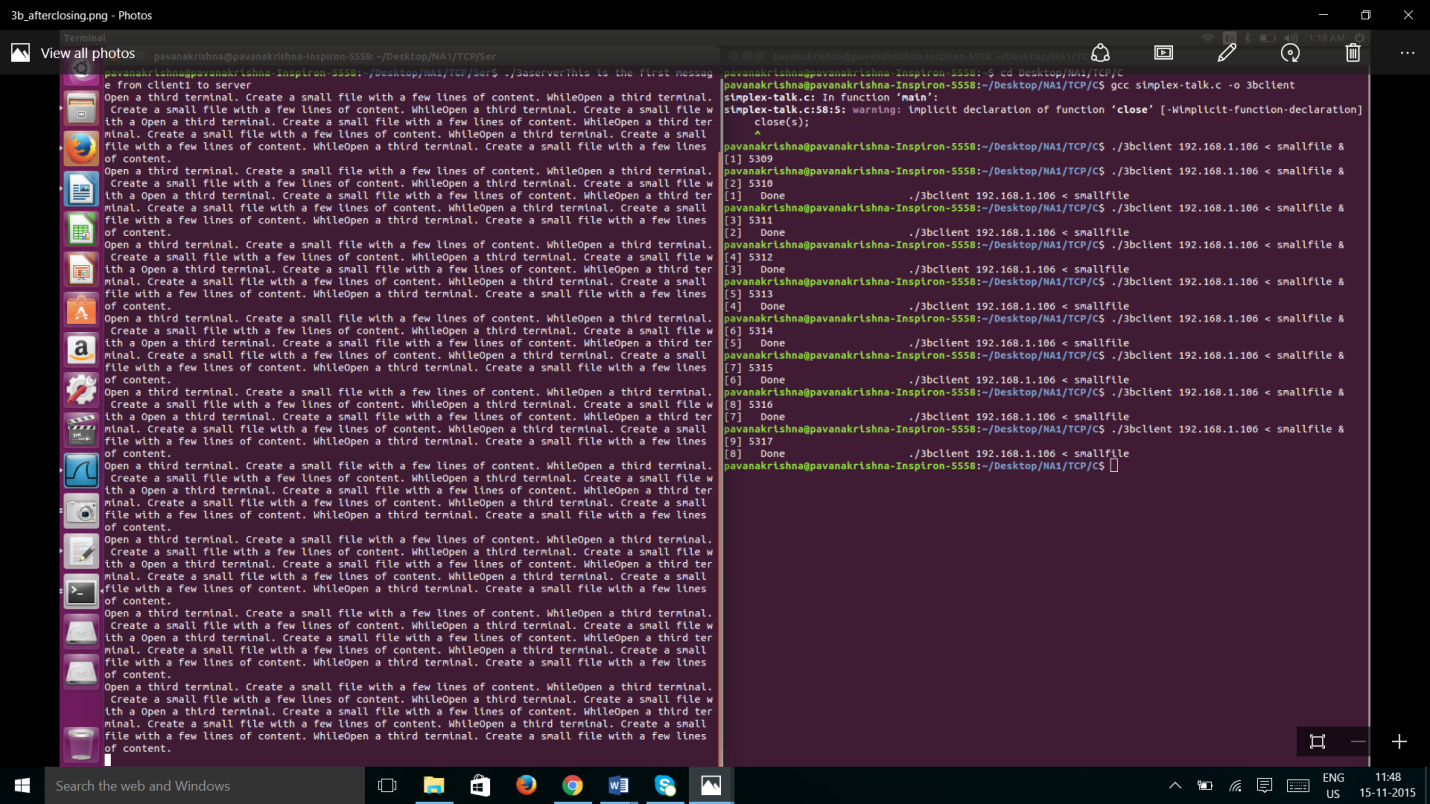 3b_afterclosing.png - Photos
View all photos
Terminal
1:18 AM
pavanakrishna@pavanakrishna-Inspiron-5558: ~/Desktop/NA1/TCP/Ser
pavanakrishna@pavanakrishna-Inspiron-5558:~/Desktop/NA1/TCP/Ser$ ./3aserverThis is the first messag
e from client1 to server
Open a third terminal. Create a small file with a few lines of content. WhileOpen a third terminal.
Create a small file with a few lines of content. WhileOpen a third terminal. Create a small file w
ith a Open a third terminal. Create a small file with a few lines of content. WhileOpen a third ter
minal. Create a small file with a few lines of content. WhileOpen a third terminal. Create a small
file with a few lines of content. WhileOpen a third terminal. Create a small file with a few lines
of content.
Open a third terminal. Create a small file with a few lines of content. WhileOpen a third terminal.
Create a small file with a few lines of content. WhileOpen a third terminal. Create a small file w
ith a Open a third terminal. Create a small file with a few lines of content. WhileOpen a third ter
minal. Create a small file with a few lines of content. WhileOpen a third terminal. Create a small
file with a few lines of content. WhileOpen a third terminal. Create a small file with a few lines
of content.
Open a third terminal. Create a small file with a few lines of content. WhileOpen a third terminal.
Create a small file with a few lines of content. WhileOpen a third terminal. Create a small file w
ith a Open a third terminal. Create a small file with a few lines of content. WhileOpen a third ter
minal. Create a small file with a few lines of content. WhileOpen a third terminal. Create a small
file with a few lines of content. WhileOpen a third terminal. Create a small file with a few lines
of content.
Open a third terminal. Create a small file with a few lines of content. WhileOpen a third terminal.
Create a small file with a few lines of content. WhileOpen a third terminal. Create a small file w
ith a Open a third terminal. Create a small file with a few lines of content. WhileOpen a third ter
minal. Create a small file with a few lines of content. WhileOpen a third terminal. Create a small
file with a few lines of content. WhileOpen a third terminal. Create a small file with a few lines
of content.
Open a third terminal. Create a small file with a few lines of content. WhileOpen a third terminal.
Create a small file with a few lines of content. WhileOpen a third terminal. Create a small file w
ith a Open a third terminal. Create a small file with a few lines of content. WhileOpen a third ter
minal. Create a small file with a few lines of content. WhileOpen a third terminal. Create a small
file with a few lines of content. WhileOpen a third terminal. Create a small file with a few lines
of content.
Open a third terminal. Create a small file with a few lines of content. WhileOpen a third terminal.
Create a small file with a few lines of content. WhileOpen a third terminal. Create a small file w
ith a Open a third terminal. Create a small file with a few lines of content. WhileOpen a third ter
minal. Create a small file with a few lines of content. WhileOpen a third terminal. Create a small
file with a few lines of content. WhileOpen a third terminal. Create a small file with a few lines
of content.
Open a third terminal. Create a small file with a few lines of content. WhileOpen a third terminal.
Create a small file with a few lines of content. WhileOpen a third terminal. Create a small file w
ith a Open a third terminal. Create a small file with a few lines of content. WhileOpen a third ter
minal. Create a small file with a few lines of content. WhileOpen a third terminal. Create a small
file with a few lines of content. WhileOpen a third terminal. Create a small file with a few lines
of content.
Open a third terminal. Create a small file with a few lines of content. WhileOpen a third terminal.
Create a small file with a few lines of content. WhileOpen a third terminal. Create a small file w
ith a Open a third terminal. Create a small file with a few lines of content. WhileOpen a third ter
minal. Create a small file with a few lines of content. WhileOpen a third terminal. Create a small
file with a few lines of content. WhileOpen a third terminal. Create a small file with a few lines
of content.
Open a third terminal. Create a small file with a few lines of content. WhileOpen a third terminal.
Create a small file with a few lines of content. WhileOpen a third terminal. Create a small file w
ith a Open a third terminal. Create a small file with a few lines of content. WhileOpen a third ter
minal. Create a small file with a few lines of content. WhileOpen a third terminal. Create a small
file with a few lines of content. WhileOpen a third terminal. Create a small file with a few lines
of content.
pavanakrishna@pavanakrishna-Inspiron-5558: ~/Desktop/NA1/TCP/C
pavanakrishna@pavanakrishna-Inspiron-5558:~$ cd Desktop/NA1/TCP/C
pavanakrishna@pavanakrishna-Inspiron-5558:~/Desktop/NA1/TCP/C$ gcc simplex-talk.c -o 3bclient
simplex-talk.c: In function ‘main’:
simplex-talk.c:58:5: warning: implicit declaration of function ‘close’ [-Wimplicit-function-declaration]
close(s);
^
pavanakrishna@pavanakrishna-Inspiron-5558:~/Desktop/NA1/TCP/C$ ./3bclient 192.168.1.106 < smallfile &
[1] 5309
pavanakrishna@pavanakrishna-Inspiron-5558:~/Desktop/NA1/TCP/C$ ./3bclient 192.168.1.106 < smallfile &
[2] 5310
[1] Done ./3bclient 192.168.1.106 < smallfile
pavanakrishna@pavanakrishna-Inspiron-5558:~/Desktop/NA1/TCP/C$ ./3bclient 192.168.1.106 < smallfile &
[3] 5311
[2] Done ./3bclient 192.168.1.106 < smallfile
pavanakrishna@pavanakrishna-Inspiron-5558:~/Desktop/NA1/TCP/C$ ./3bclient 192.168.1.106 < smallfile &
[4] 5312
[3] Done ./3bclient 192.168.1.106 < smallfile
pavanakrishna@pavanakrishna-Inspiron-5558:~/Desktop/NA1/TCP/C$ ./3bclient 192.168.1.106 < smallfile &
[5] 5313
[4] Done ./3bclient 192.168.1.106 < smallfile
pavanakrishna@pavanakrishna-Inspiron-5558:~/Desktop/NA1/TCP/C$ ./3bclient 192.168.1.106 < smallfile &
[6] 5314
[5] Done ./3bclient 192.168.1.106 < smallfile
pavanakrishna@pavanakrishna-Inspiron-5558:~/Desktop/NA1/TCP/C$ ./3bclient 192.168.1.106 < smallfile &
[7] 5315
[6] Done ./3bclient 192.168.1.106 < smallfile
pavanakrishna@pavanakrishna-Inspiron-5558:~/Desktop/NA1/TCP/C$ ./3bclient 192.168.1.106 < smallfile &
[8] 5316
[7] Done ./3bclient 192.168.1.106 < smallfile
pavanakrishna@pavanakrishna-Inspiron-5558:~/Desktop/NA1/TCP/C$ ./3bclient 192.168.1.106 < smallfile &
[9] 5317
[8] Done ./3bclient 192.168.1.106 < smallfile
pavanakrishna@pavanakrishna-Inspiron-5558:~/Desktop/NA1/TCP/C$
Search the web and Windows
ENG
US
11:48
15-11-2015